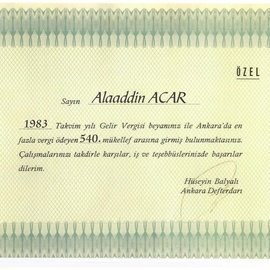 ÖZEL
Sayın Alaaddin ACAR
1983 Takvim yılı Gelir Vergisi beyanınız ile Ankara'da en
fazla vergi ödeyen 540. mükellef arasına girmiş bulunmaktasınız.
Çalışmalarınızı takdirle karşılar, iş ve teşebbüslerinizde başarılar
dilerim.
Hüseyin Balyalı
Ankara Defterdarı